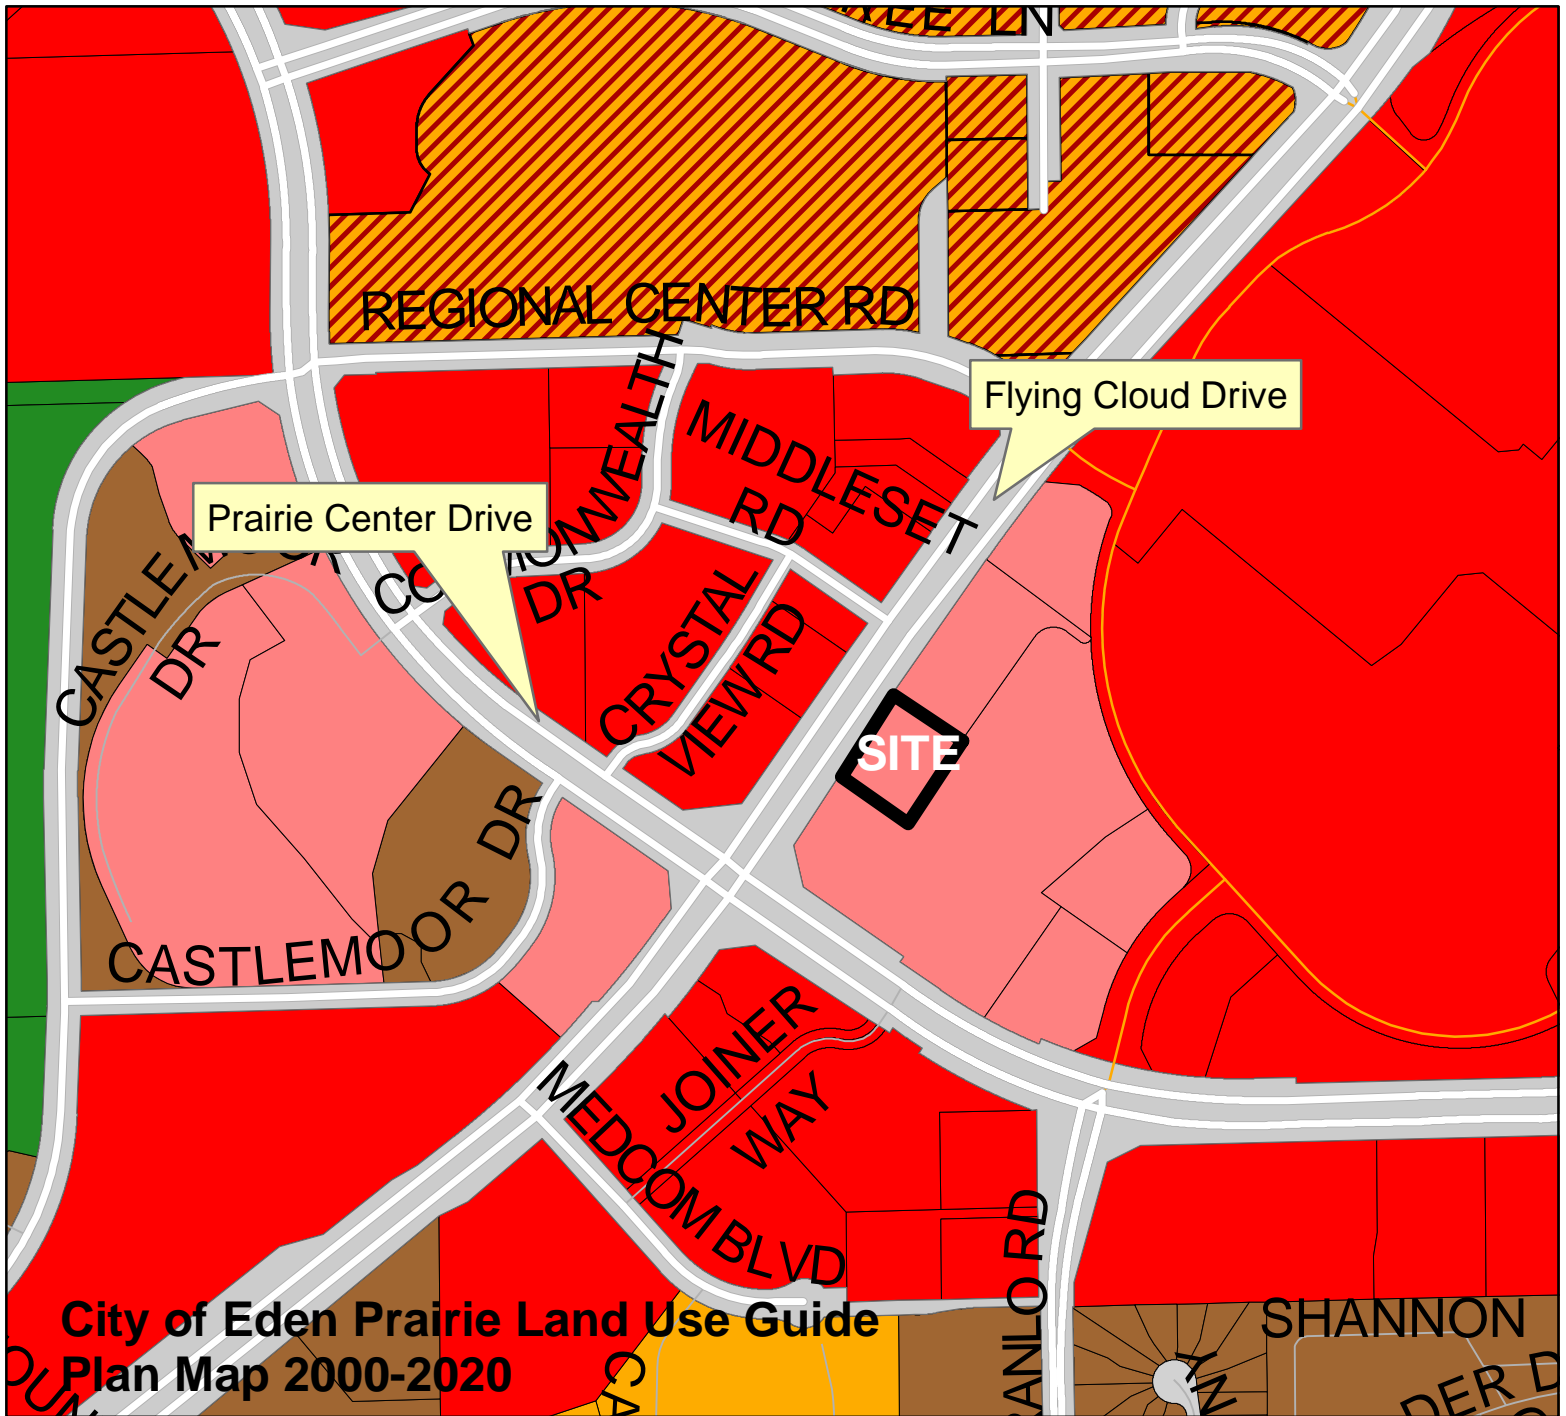 LN
REGIONAL CENTER RD
Flying Cloud Drive
MIDDLESET
RD
Prairie Center Drive
DR
CRYSTAL
VIEW RD
DR
SITE
DR
CASTLEMOOR
JOINER
WAY
MEDCOM BLVD
SHANNON
City of Eden Prairie Land Use Guide
Plan Map 2000-2020
RD